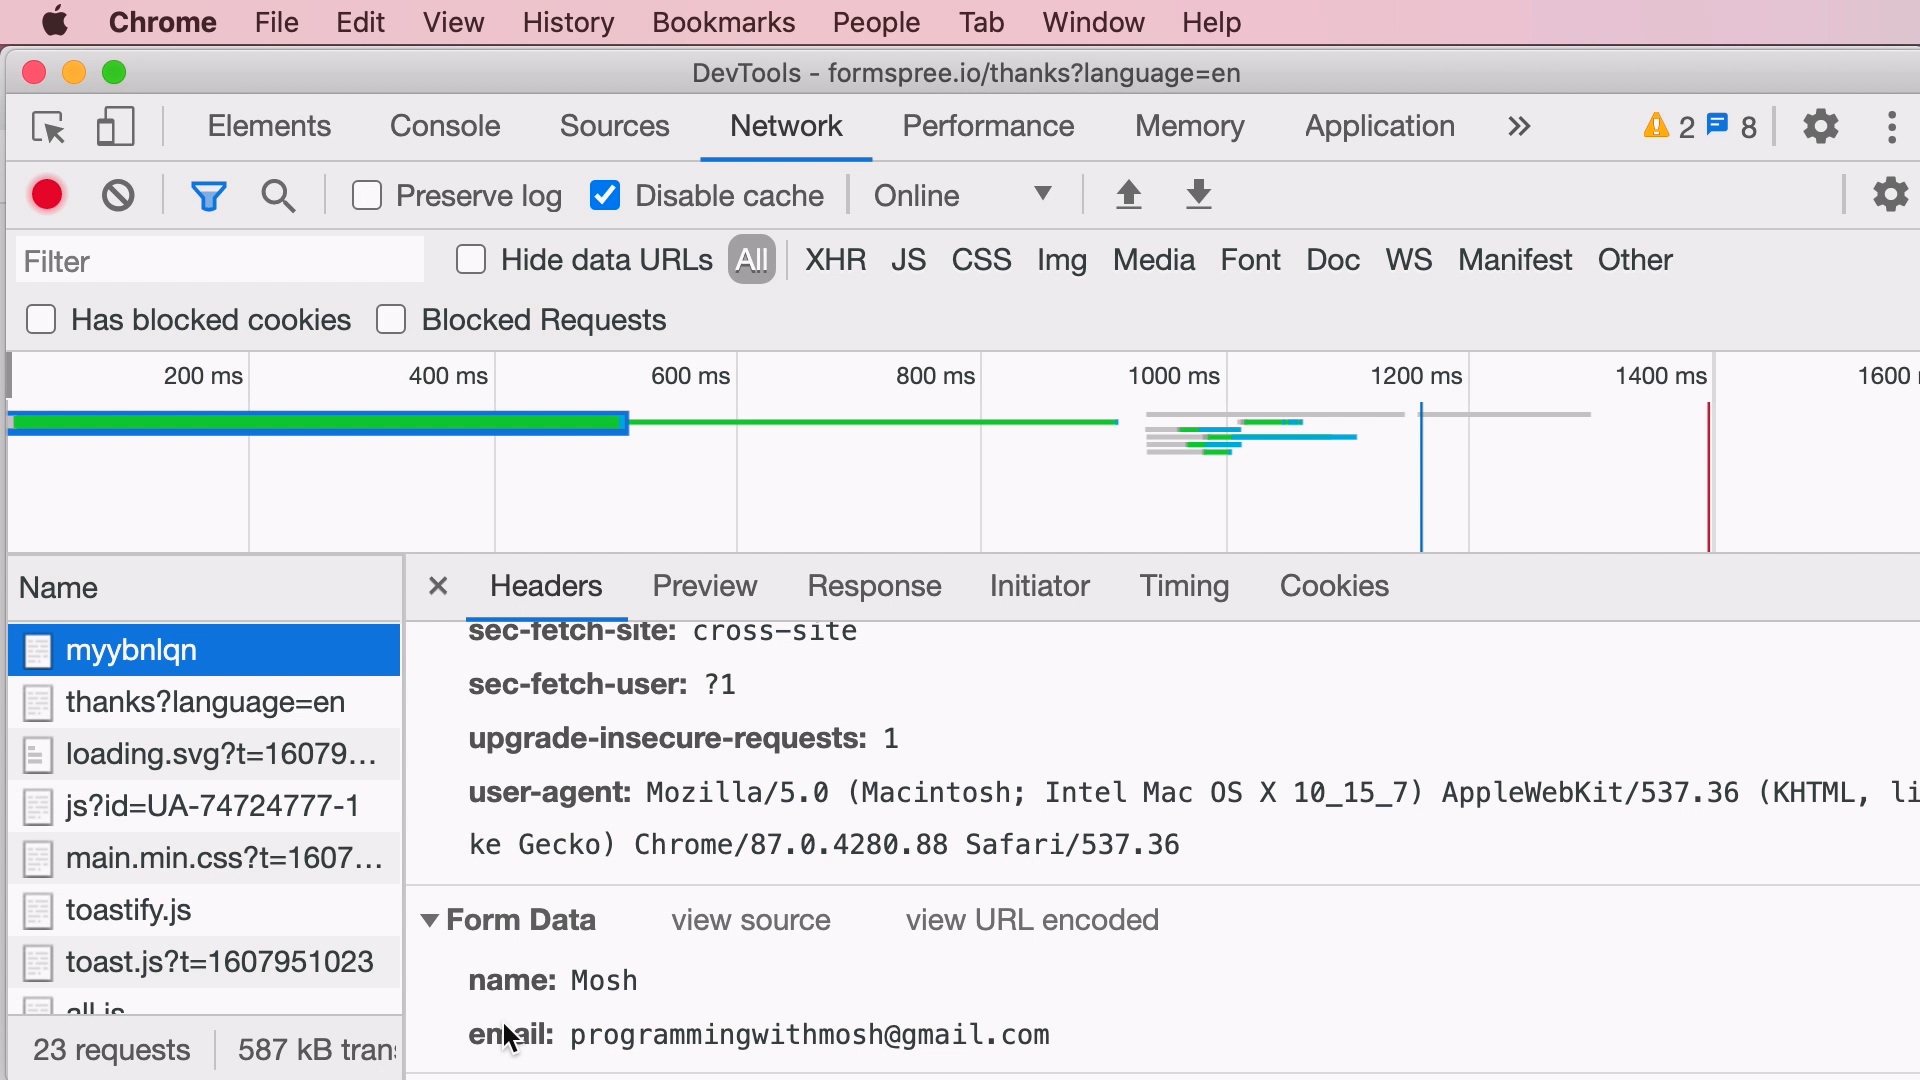 Chrome File Edit View History Bookmarks People Tab Window Help
DevTools - formspree.io/thanks?language=en
Elements Console Sources Network Performance Memory Application » 2 8
Preserve log Disable cache Online
Filter Hide data URLs All XHR JS CSS Img Media Font Doc WS Manifest Other
Has blocked cookies Blocked Requests
200 ms 400 ms 600 ms 800 ms 1000 ms 1200 ms 1400 ms 1600
Name
myybnlqn
thanks?language=en
loading.svg?t=16079...
js?id=UA-74724777-1
main.min.css?t=1607...
toastify.js
toast.js?t=1607951023
all.js
23 requests 587 kB trans
× Headers Preview Response Initiator Timing Cookies
sec-fetch-site: cross-site
sec-fetch-user: ?1
upgrade-insecure-requests: 1
user-agent: Mozilla/5.0 (Macintosh; Intel Mac OS X 10_15_7) AppleWebKit/537.36 (KHTML, li
ke Gecko) Chrome/87.0.4280.88 Safari/537.36
Form Data view source view URL encoded
name: Mosh
email: programmingwithmosh@gmail.com